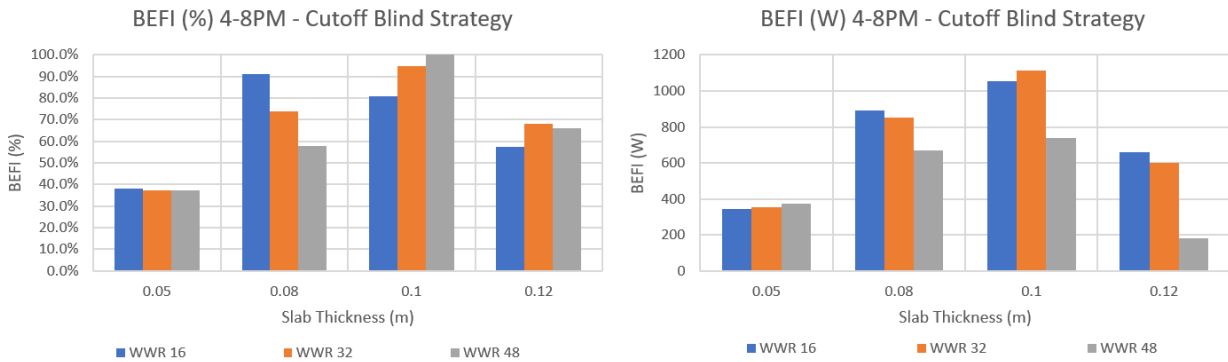 BEFI (%) 4-8PM - Cutoff Blind Strategy
100.0%
90.0%
80.0%
70.0%
60.0%
50.0%
40.0%
30.0%
20.0%
10.0%
0.0%
BEFI (%)
0.05 0.08 0.1 0.12
Slab Thickness (m)
WWR 16 WWR 32 WWR 48
BEFI (W) 4-8PM - Cutoff Blind Strategy
1200
1000
800
600
400
200
0
BEFI (W)
0.05 0.08 0.1 0.12
Slab Thickness (m)
WWR 16 WWR 32 WWR 48